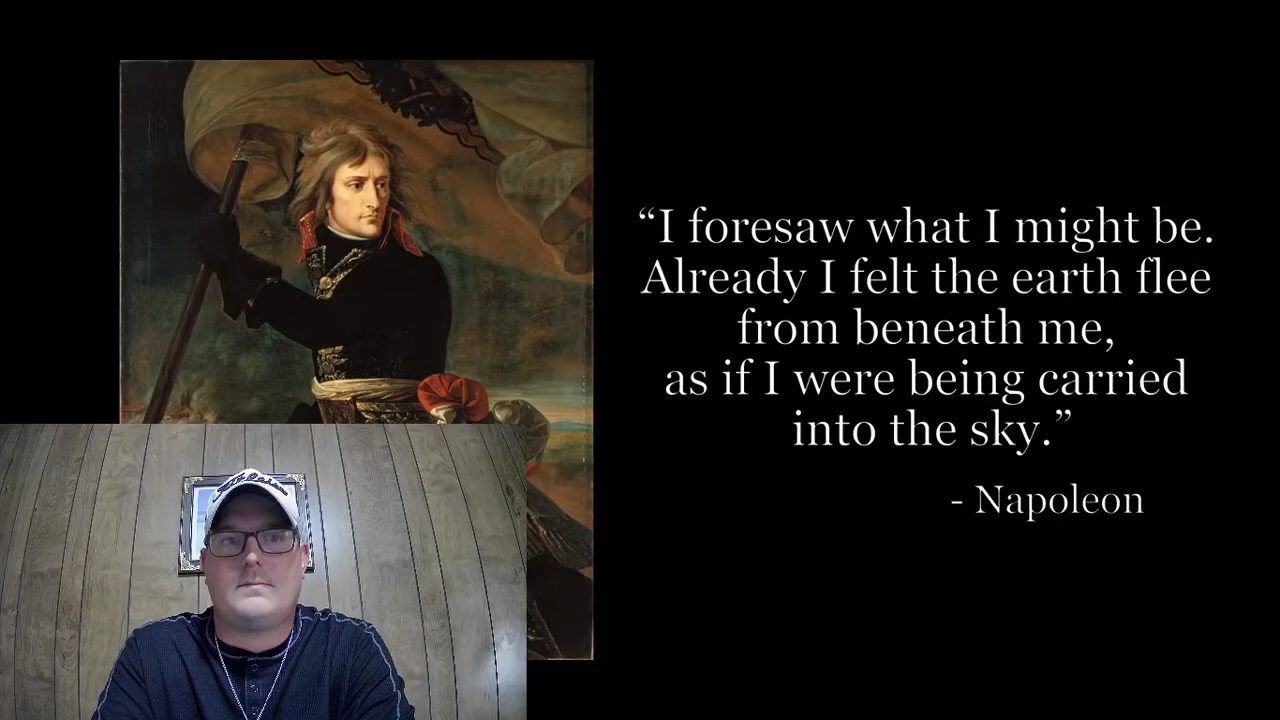 “I foresaw what I might be.
Already I felt the earth flee
from beneath me,
as if I were being carried
into the sky.”
- Napoleon